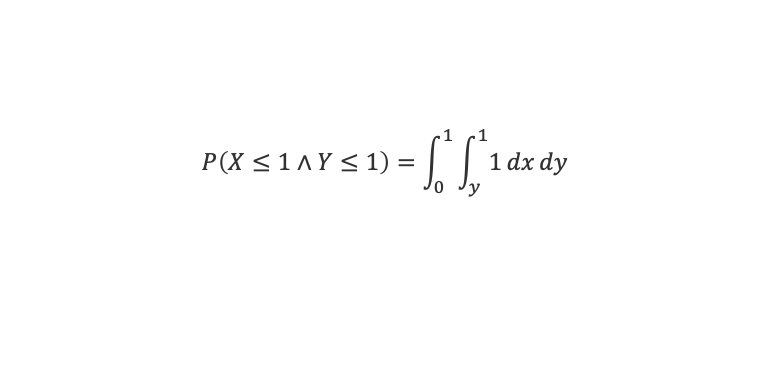 P(X ≤ 1 ∧ Y ≤ 1) = ∫₀¹ ∫ᵧ¹ 1 dx dy